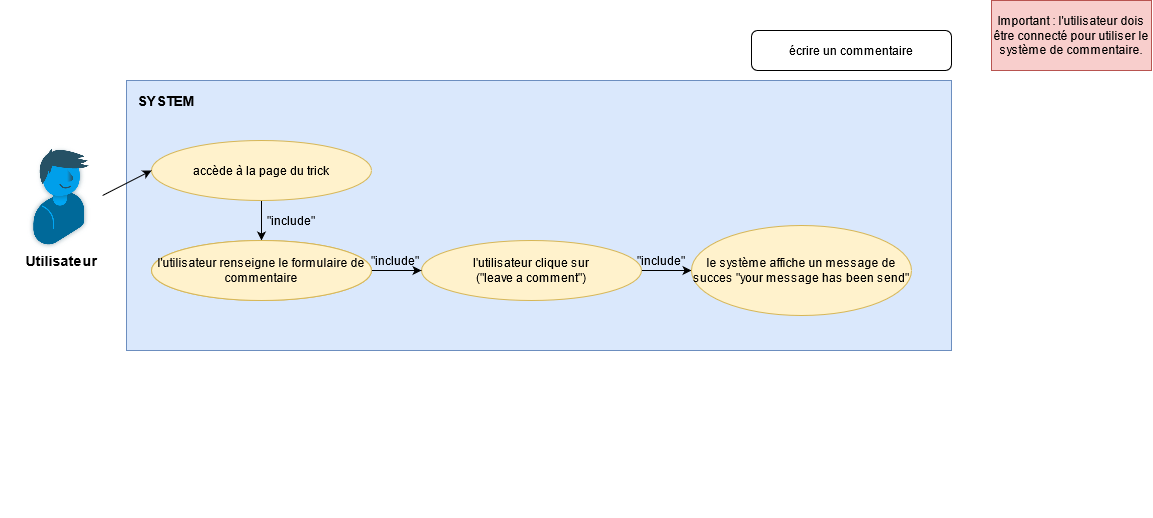 Important : l'utilisateur dois
être connecté pour utiliser le
système de commentaire.
écrire un commentaire
SYSTEM
accède à la page du trick
"include"
Utilisateur
l'utilisateur renseigne le formulaire de
commentaire
"include"
l'utilisateur clique sur
("leave a comment")
"include"
le système affiche un message de
succes "your message has been send"